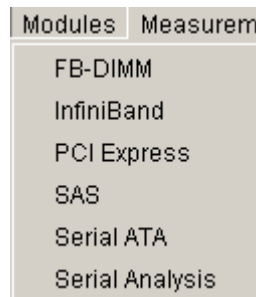 Modules Measurem
FB-DIMM
InfiniBand
PCI Express
SAS
Serial ATA
Serial Analysis